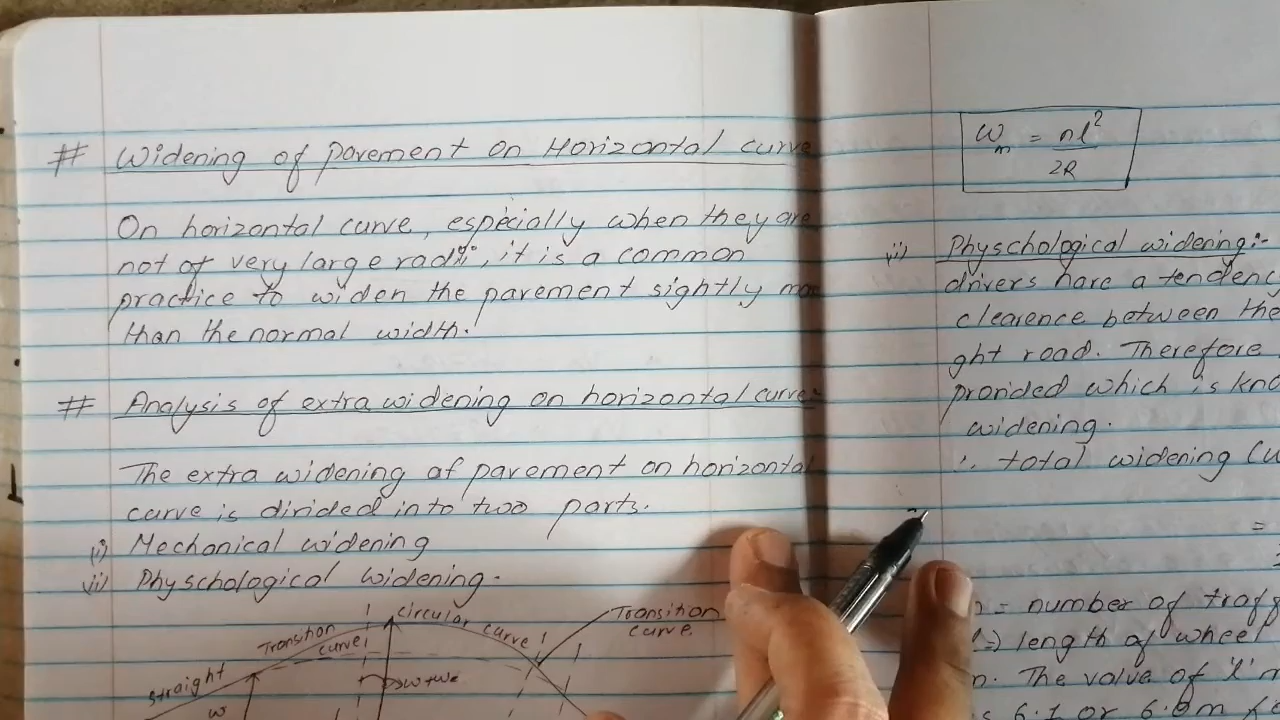 # Widening of pavement on Horizontal curve
On horizontal curve, especially when they are
not of very large radii, it is a common
practice to widen the pavement sightly
than the normal width.
# Analysis of extra widening on horizontal curve:
The extra widening of pavement on horizontal
curve is divided into two parts.
(i) Mechanical widening
(ii) Physchological widening.
circular curve
Transition curve
Transition curve
straight
w
w+we
Wm = nl²/2R
ii) Physchological widening:-
drivers have a tendenc
clearence between the
ght road. Therefore
provided which is kno
widening.
∴ total widening (w
=
n = number of traff
l = length of wheel
m. The value of 'l' m
is 6.1 or 6.0m